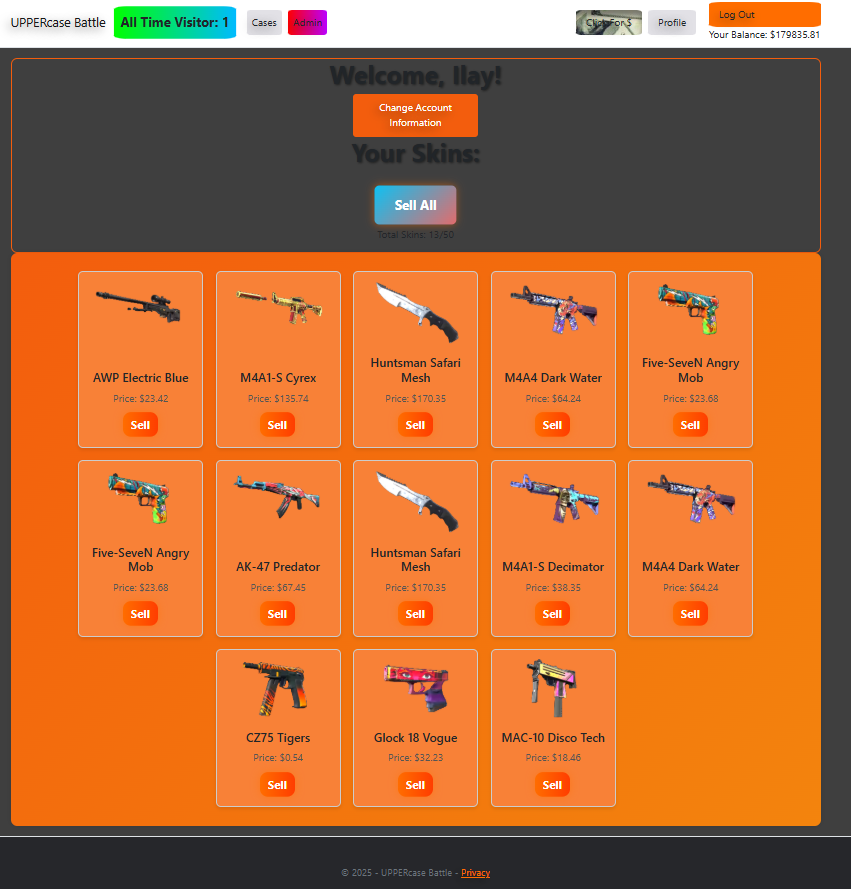 UPPERcase Battle
All Time Visitor: 1
Cases
Admin
Click For $
Profile
Log Out
Your Balance: $179835.81
Welcome, Ilay!
Change Account
Information
Your Skins:
Sell All
Total Skins: 13/50
AWP Electric Blue
Price: $23.42
Sell
M4A1-S Cyrex
Price: $135.74
Sell
Huntsman Safari
Mesh
Price: $170.35
Sell
M4A4 Dark Water
Price: $64.24
Sell
Five-SeveN Angry
Mob
Price: $23.68
Sell
Five-SeveN Angry
Mob
Price: $23.68
Sell
AK-47 Predator
Price: $67.45
Sell
Huntsman Safari
Mesh
Price: $170.35
Sell
M4A1-S Decimator
Price: $38.35
Sell
M4A4 Dark Water
Price: $64.24
Sell
CZ75 Tigers
Price: $0.54
Sell
Glock 18 Vogue
Price: $32.23
Sell
MAC-10 Disco Tech
Price: $18.46
Sell
© 2025 - UPPERcase Battle - Privacy